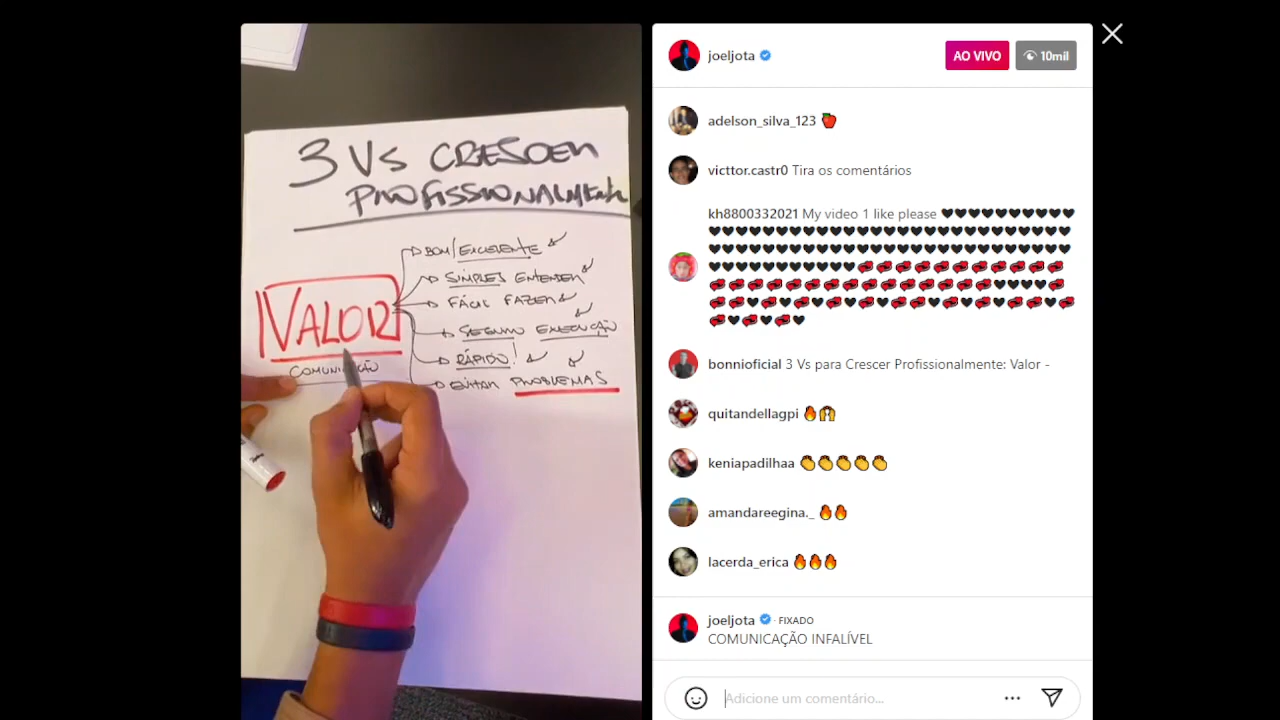 3 Vs CRESCER
PROFISSIONALMENTE
BOM/EXCELENTE
SIMPLES ENTENDER
FÁCIL FAZER
SEGURO EXECUÇÃO
RÁPIDO!
EVITAR PROBLEMAS
VALOR
COMUNICAÇÃO
joeljota
AO VIVO
10mil
adelson_silva_123 🍎
victtor.castr0 Tira os comentários
kh8800332021 My video 1 like please
bonnioficial 3 Vs para Crescer Profissionalmente: Valor -
quitandellagpi 🔥🙌
keniapadilhaa 👏👏👏👏👏
amandareegina._ 🔥🔥
lacerda_erica 🔥🔥🔥
joeljota · FIXADO
COMUNICAÇÃO INFALÍVEL
Adicione um comentário...